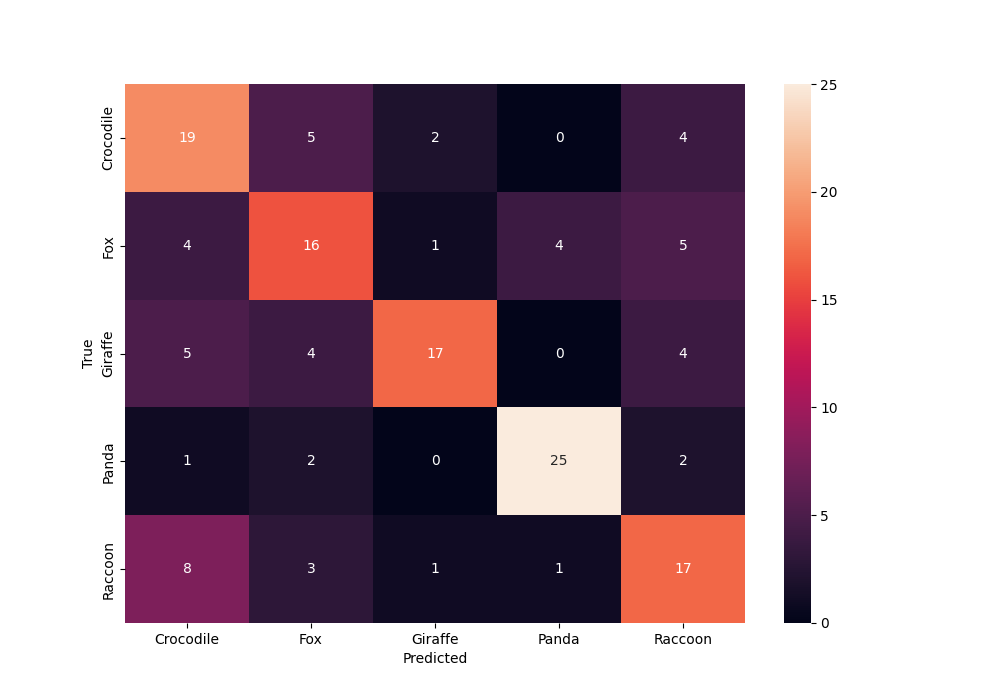 Crocodile 19 5 2 0 4
Fox 4 16 1 4 5
Giraffe 5 4 17 0 4
Panda 1 2 0 25 2
Raccoon 8 3 1 1 17
Crocodile Fox Giraffe Panda Raccoon
Predicted
True
25
20
15
10
5
0